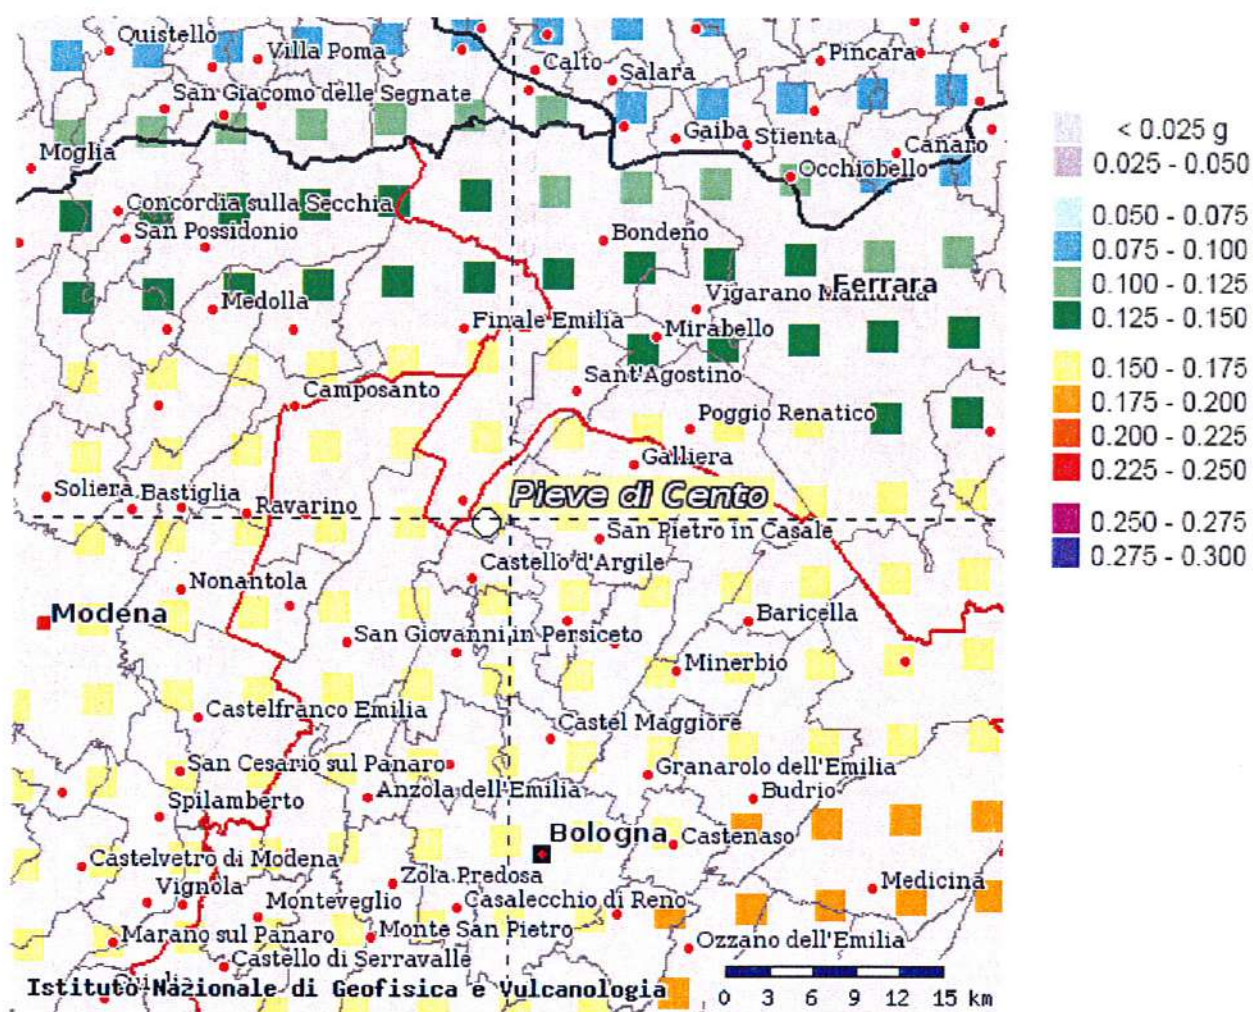 Quistello
Villa Poma
Calto
Salara
Pincara
San Giacomo delle Segnate
Gaiba
Stienta
Canaro
Moglia
Occhiobello
Concordia sulla Secchia
San Possidonio
Bondeno
Ferrara
Medolla
Vigarano
Finale Emilia
Mirabello
Sant'Agostino
Camposanto
Poggio Renatico
Galliera
Soliera
Bastiglia
Ravarino
Pieve di Cento
San Pietro in Casale
Castello d'Argile
Nonantola
Modena
Baricella
San Giovanni in Persiceto
Minerbio
Castelfranco Emilia
Castel Maggiore
San Cesario sul Panaro
Granarolo dell'Emilia
Anzola dell'Emilia
Budrio
Spilamberto
Bologna
Castenaso
Castelvetro di Modena
Zola Predosa
Medicina
Vignola
Monteveglio
Casalecchio di Reno
Marano sul Panaro
Monte San Pietro
Ozzano dell'Emilia
Castello di Serravalle
Istituto Nazionale di Geofisica e Vulcanologia
0 3 6 9 12 15 km
< 0.025 g
0.025 - 0.050
0.050 - 0.075
0.075 - 0.100
0.100 - 0.125
0.125 - 0.150
0.150 - 0.175
0.175 - 0.200
0.200 - 0.225
0.225 - 0.250
0.250 - 0.275
0.275 - 0.300